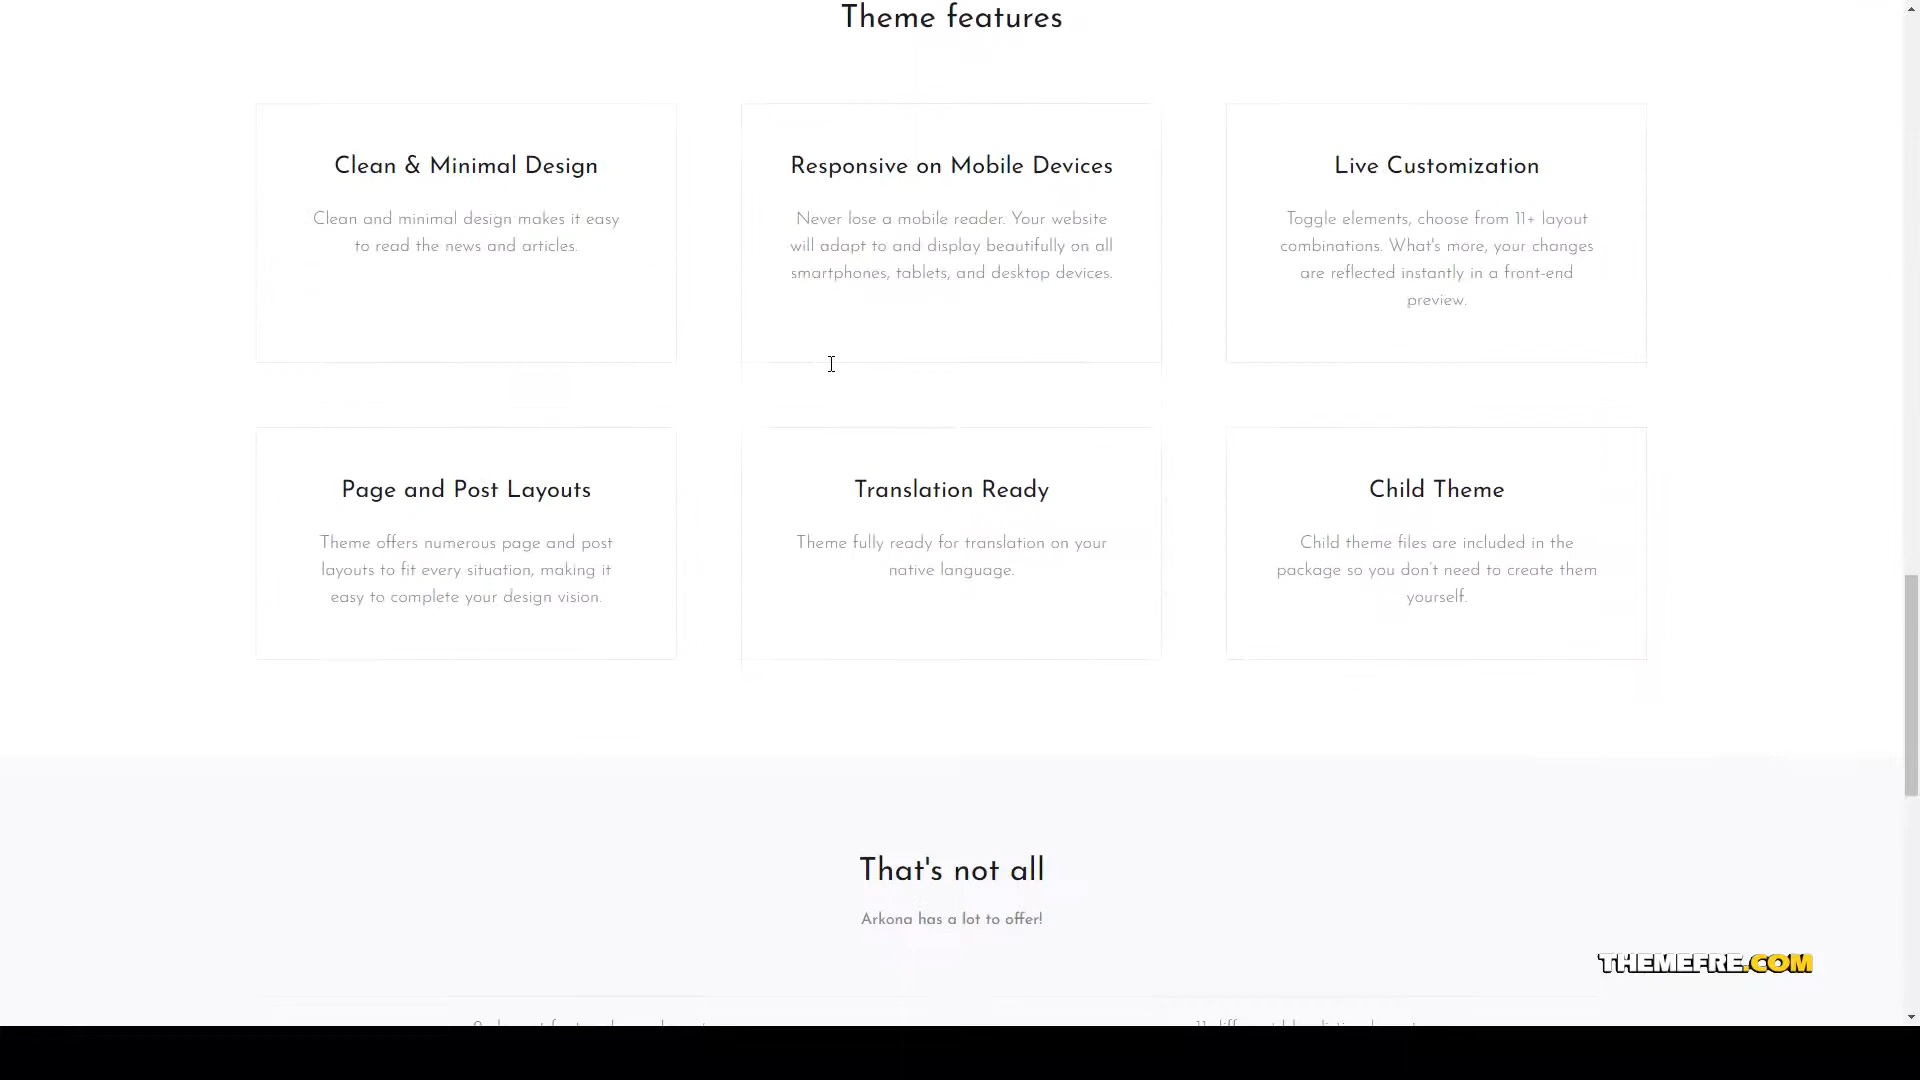 Theme features
Clean & Minimal Design
Clean and minimal design makes it easy
to read the news and articles.
Responsive on Mobile Devices
Never lose a mobile reader. Your website
will adapt to and display beautifully on all
smartphones, tablets, and desktop devices.
Live Customization
Toggle elements, choose from 11+ layout
combinations. What's more, your changes
are reflected instantly in a front-end
preview.
Page and Post Layouts
Theme offers numerous page and post
layouts to fit every situation, making it
easy to complete your design vision.
Translation Ready
Theme fully ready for translation on your
native language.
Child Theme
Child theme files are included in the
package so you don't need to create them
yourself.
That's not all
Arkona has a lot to offer!
THEMEFRE.COM